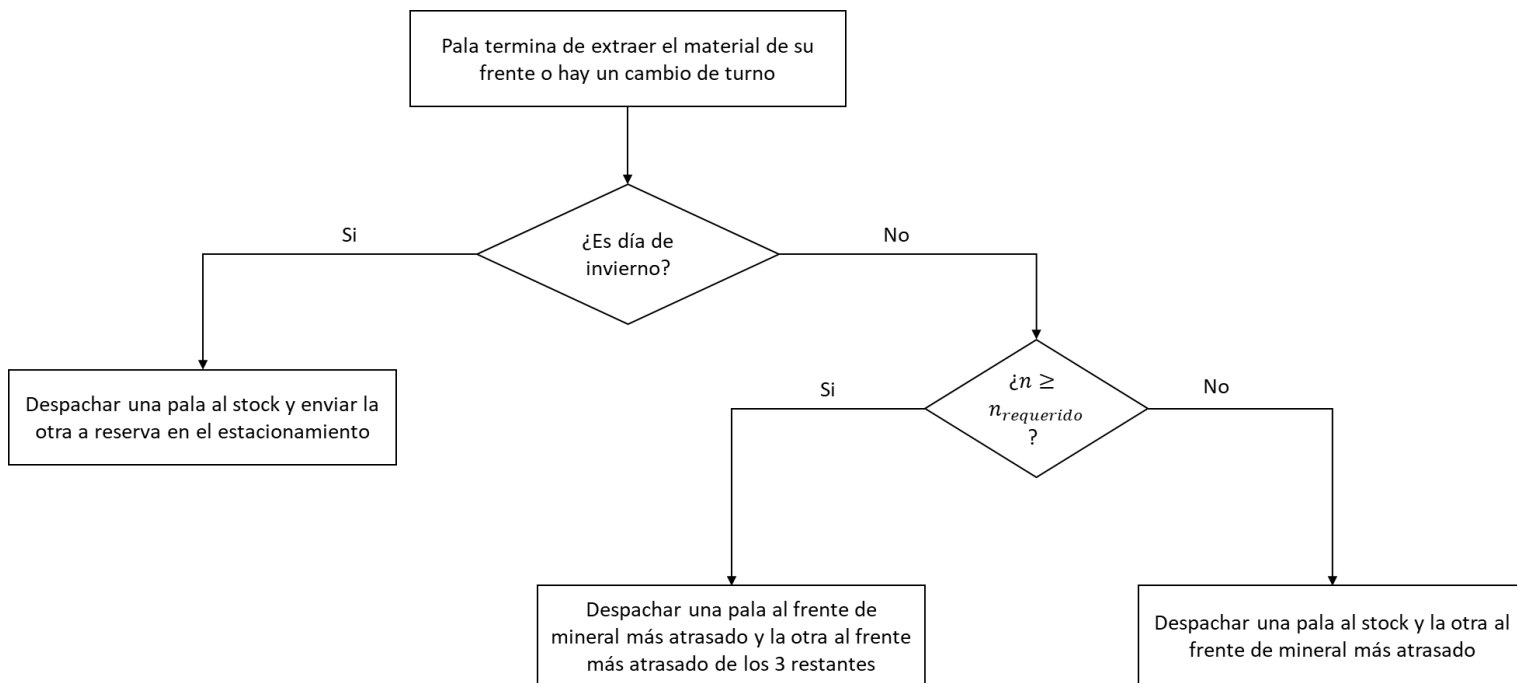 Pala termina de extraer el material de su
frente o hay un cambio de turno
Si
¿Es día de
invierno?
No
Despachar una pala al stock y enviar la
otra a reserva en el estacionamiento
Si
¿n ≥
n_requerido
?
No
Despachar una pala al frente de
mineral más atrasado y la otra al frente
más atrasado de los 3 restantes
Despachar una pala al stock y la otra al
frente de mineral más atrasado